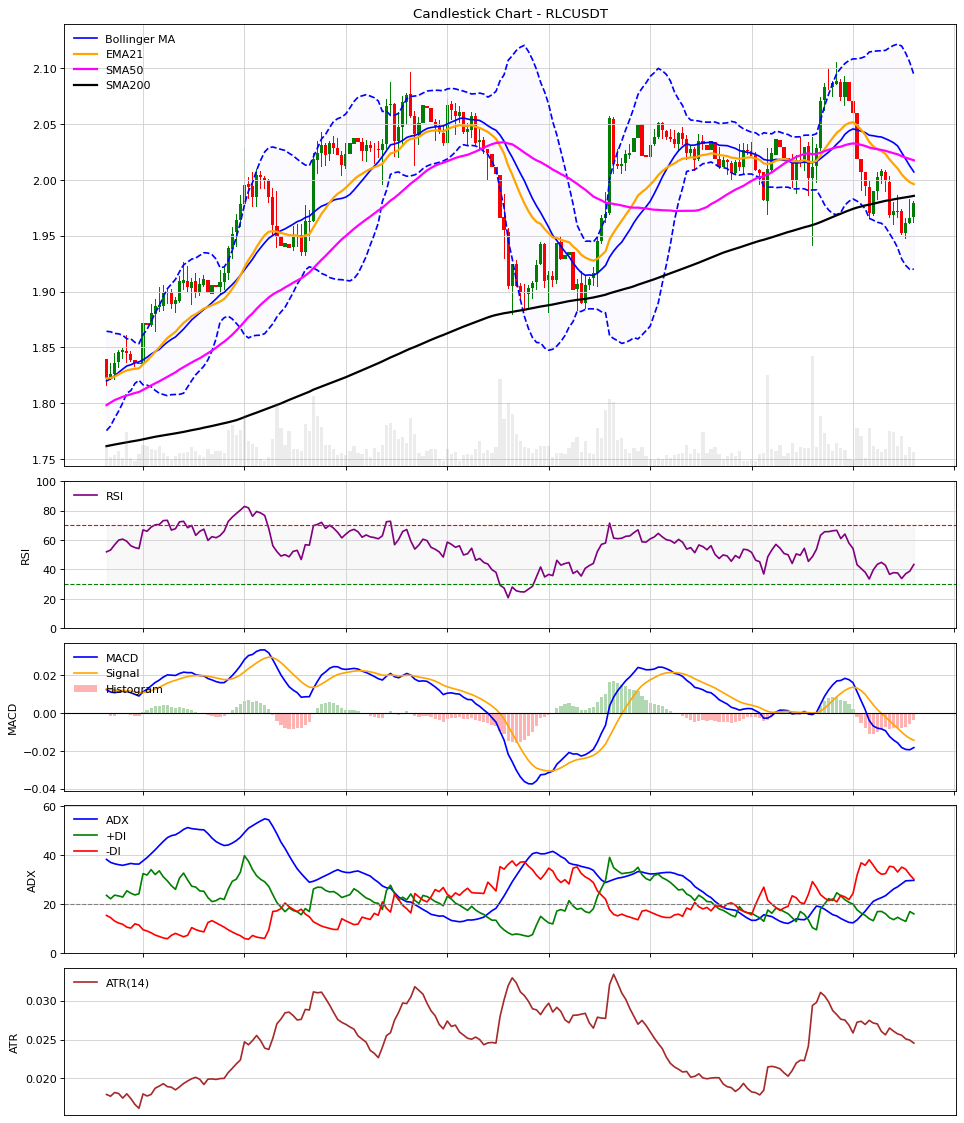 Candlestick Chart - RLCUSDT
Bollinger MA
EMA21
SMA50
SMA200
2.10
2.05
2.00
1.95
1.90
1.85
1.80
1.75
RSI
100
80
60
40
20
0
RSI
MACD
Signal
Histogram
0.02
0.00
−0.02
−0.04
MACD
ADX
+DI
-DI
60
40
20
0
ADX
ATR(14)
0.030
0.025
0.020
ATR